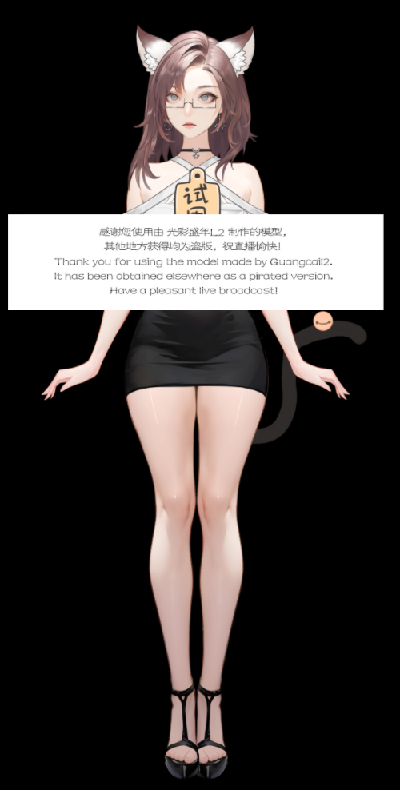 试
感谢您使用由 光彩盛年L2 制作的模型，
其他地方获得均为盗版，祝直播愉快！
Thank you for using the model made by Guangcail2.
It has been obtained elsewhere as a pirated version.
Have a pleasant live broadcast!